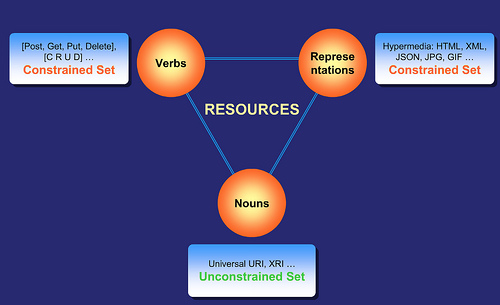 [Post, Get, Put, Delete],
[C R U D] ...
Constrained Set
Verbs
Represe
ntations
Hypermedia: HTML, XML,
JSON, JPG, GIF ...
Constrained Set
RESOURCES
Nouns
Universal URI, XRI ...
Unconstrained Set